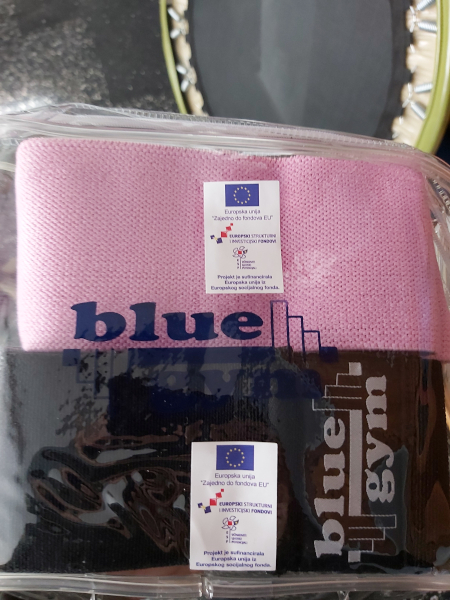 Europska unija
"Zajedno do fondova EU"
EUROPSKI STRUKTURNI
I INVESTICIJSKI FONDOVI
Projekt je sufinancirala
Europska unija iz
Europskog socijalnog fonda.
blue
gym
blue
gym
Europska unija
"Zajedno do fondova EU"
EUROPSKI STRUKTURNI
I INVESTICIJSKI FONDOVI
Projekt je sufinancirala
Europska unija iz
Europskog socijalnog fonda.